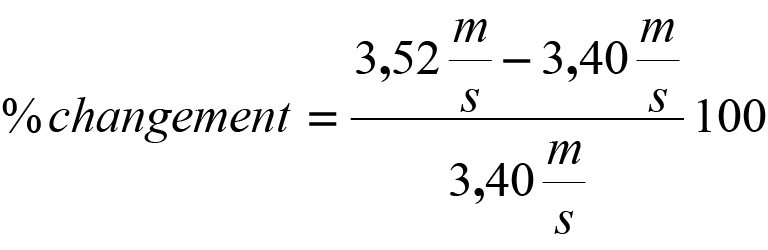 % changement = (3,52 m/s − 3,40 m/s) / (3,40 m/s) 100